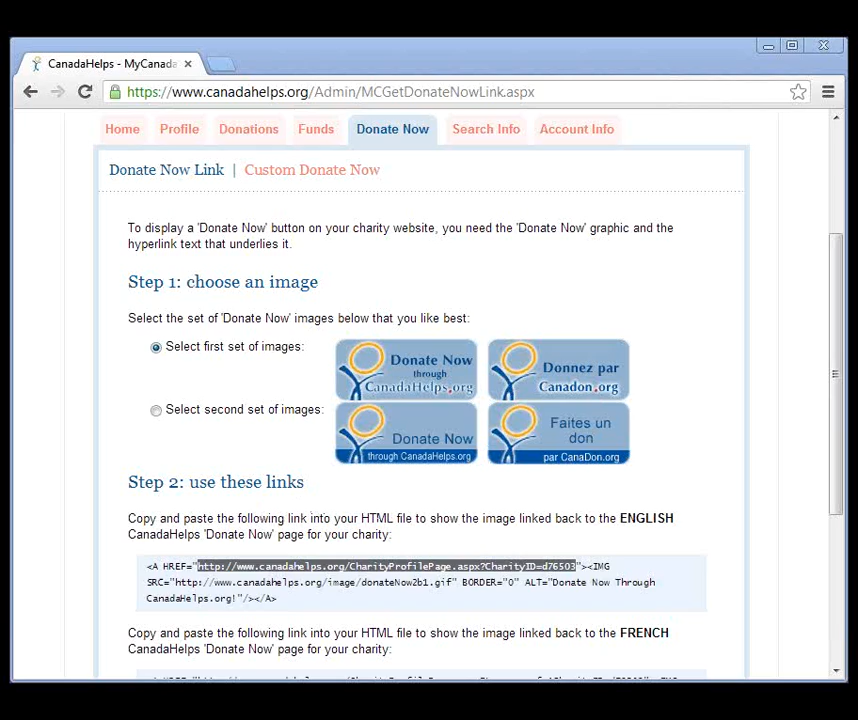 CanadaHelps - MyCanada
https://www.canadahelps.org/Admin/MCGetDonateNowLink.aspx
Home Profile Donations Funds Donate Now Search Info Account Info
Donate Now Link | Custom Donate Now
To display a 'Donate Now' button on your charity website, you need the 'Donate Now' graphic and the
hyperlink text that underlies it.
Step 1: choose an image
Select the set of 'Donate Now' images below that you like best:
Select first set of images:
Donate Now
through
CanadaHelps.org
Donnez par
Canadon.org
Select second set of images:
Donate Now
through CanadaHelps.org
Faites un
don
par CanaDon.org
Step 2: use these links
Copy and paste the following link into your HTML file to show the image linked back to the ENGLISH
CanadaHelps 'Donate Now' page for your charity:
<A HREF="http://www.canadahelps.org/CharityProfilePage.aspx?CharityID=d76503"><IMG
SRC="http://www.canadahelps.org/image/donateNow2b1.gif" BORDER="0" ALT="Donate Now Through
CanadaHelps.org!"/></A>
Copy and paste the following link into your HTML file to show the image linked back to the FRENCH
CanadaHelps 'Donate Now' page for your charity: